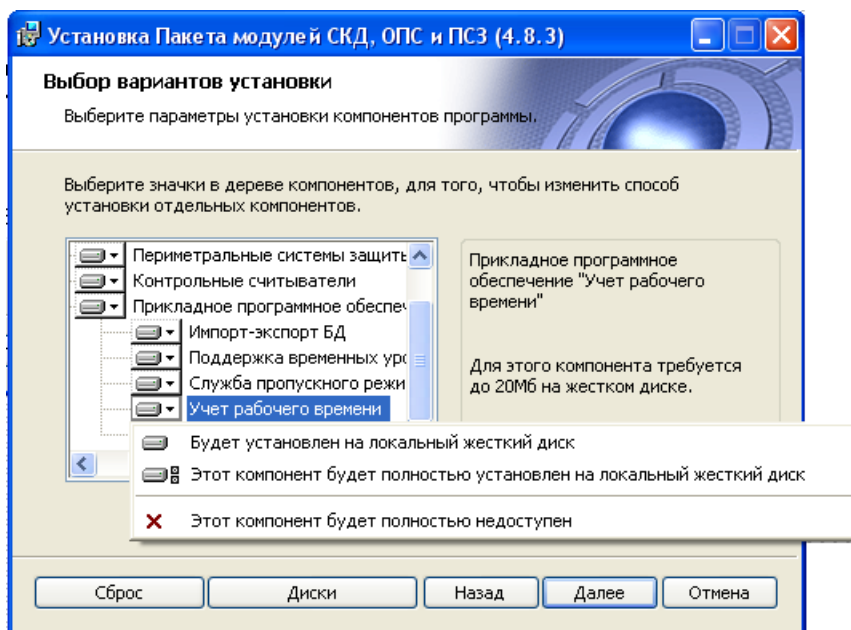 Установка Пакета модулей СКД, ОПС и ПСЗ (4.8.3)
Выбор вариантов установки
Выберите параметры установки компонентов программы.
Выберите значки в дереве компонентов, для того, чтобы изменить способ
установки отдельных компонентов.
Периметральные системы защить
Контрольные считыватели
Прикладное программное обеспеч
Импорт-экспорт БД
Поддержка временных уро
Служба пропускного режи
Учет рабочего времени
Прикладное программное
обеспечение "Учет рабочего
времени"
Для этого компонента требуется
до 20Мб на жестком диске.
Будет установлен на локальный жесткий диск
Этот компонент будет полностью установлен на локальный жесткий диск
Этот компонент будет полностью недоступен
Сброс
Диски
Назад
Далее
Отмена